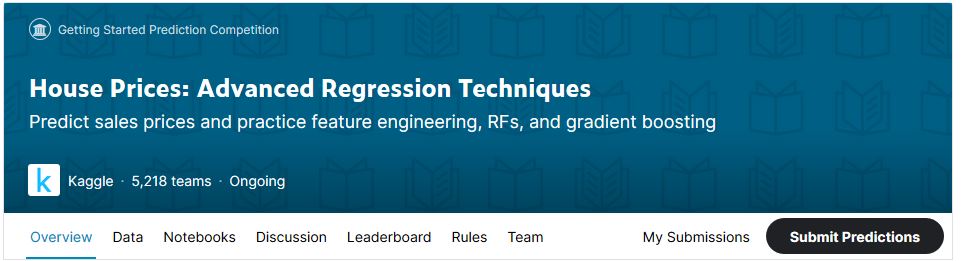 Getting Started Prediction Competition
House Prices: Advanced Regression Techniques
Predict sales prices and practice feature engineering, RFs, and gradient boosting
k Kaggle · 5,218 teams · Ongoing
Overview Data Notebooks Discussion Leaderboard Rules Team My Submissions Submit Predictions